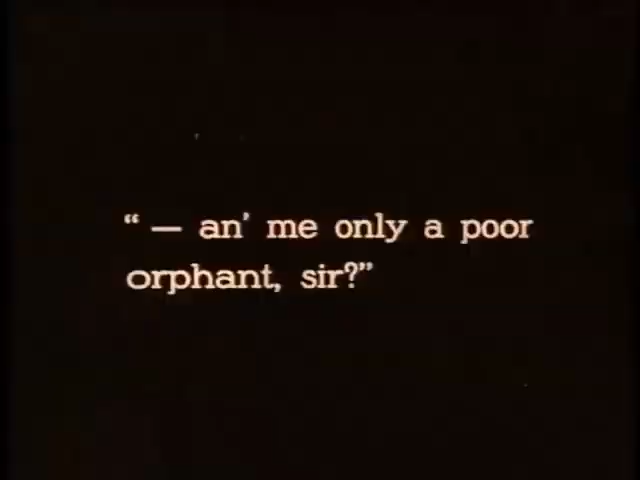 “ — an’ me only a poor
orphant, sir?”